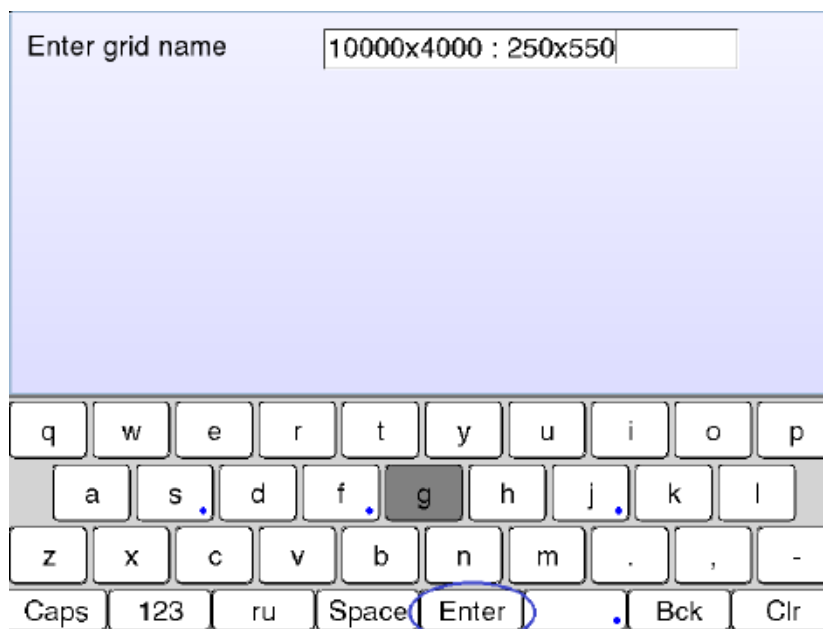 Enter grid name 10000x4000 : 250x550
q w e r t y u i o p
a s d f g h j k l
z x c v b n m . , -
Caps 123 ru Space Enter Bck Clr